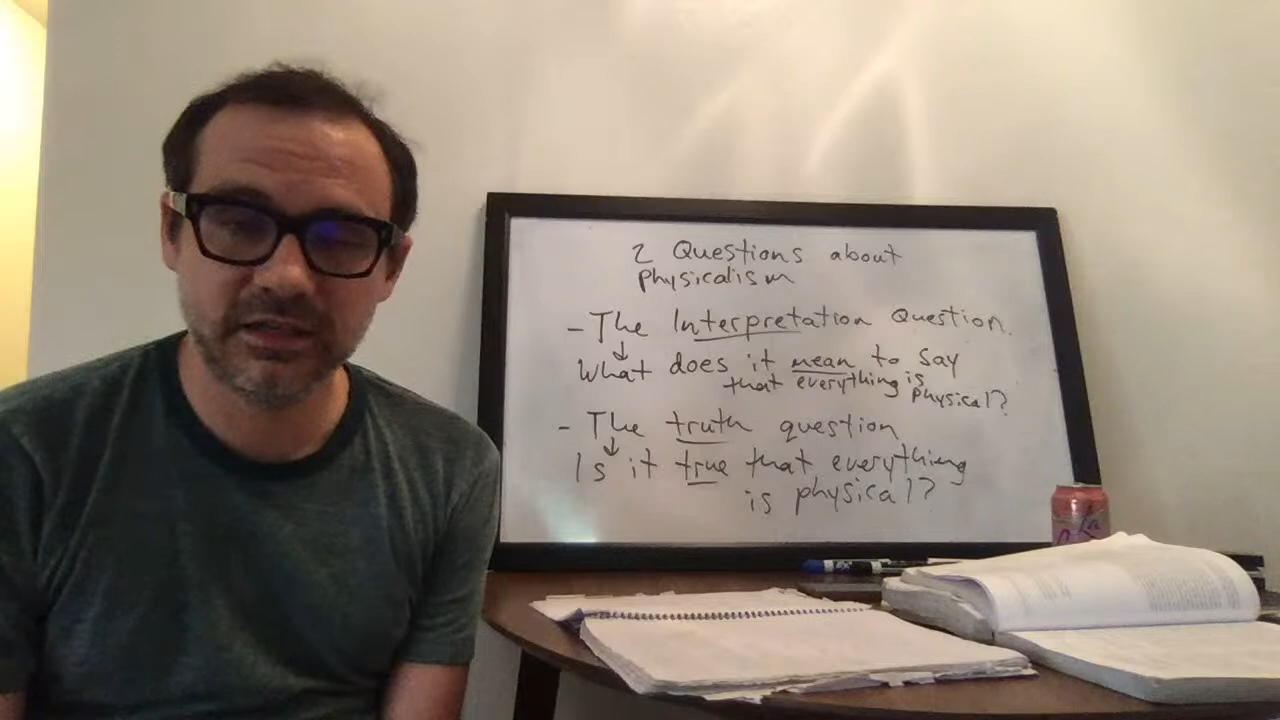 2 Questions about
physicalism
- The Interpretation Question.
What does it mean to say
that everything is
physical?
- The truth question
Is it true that everything
is physical?
La